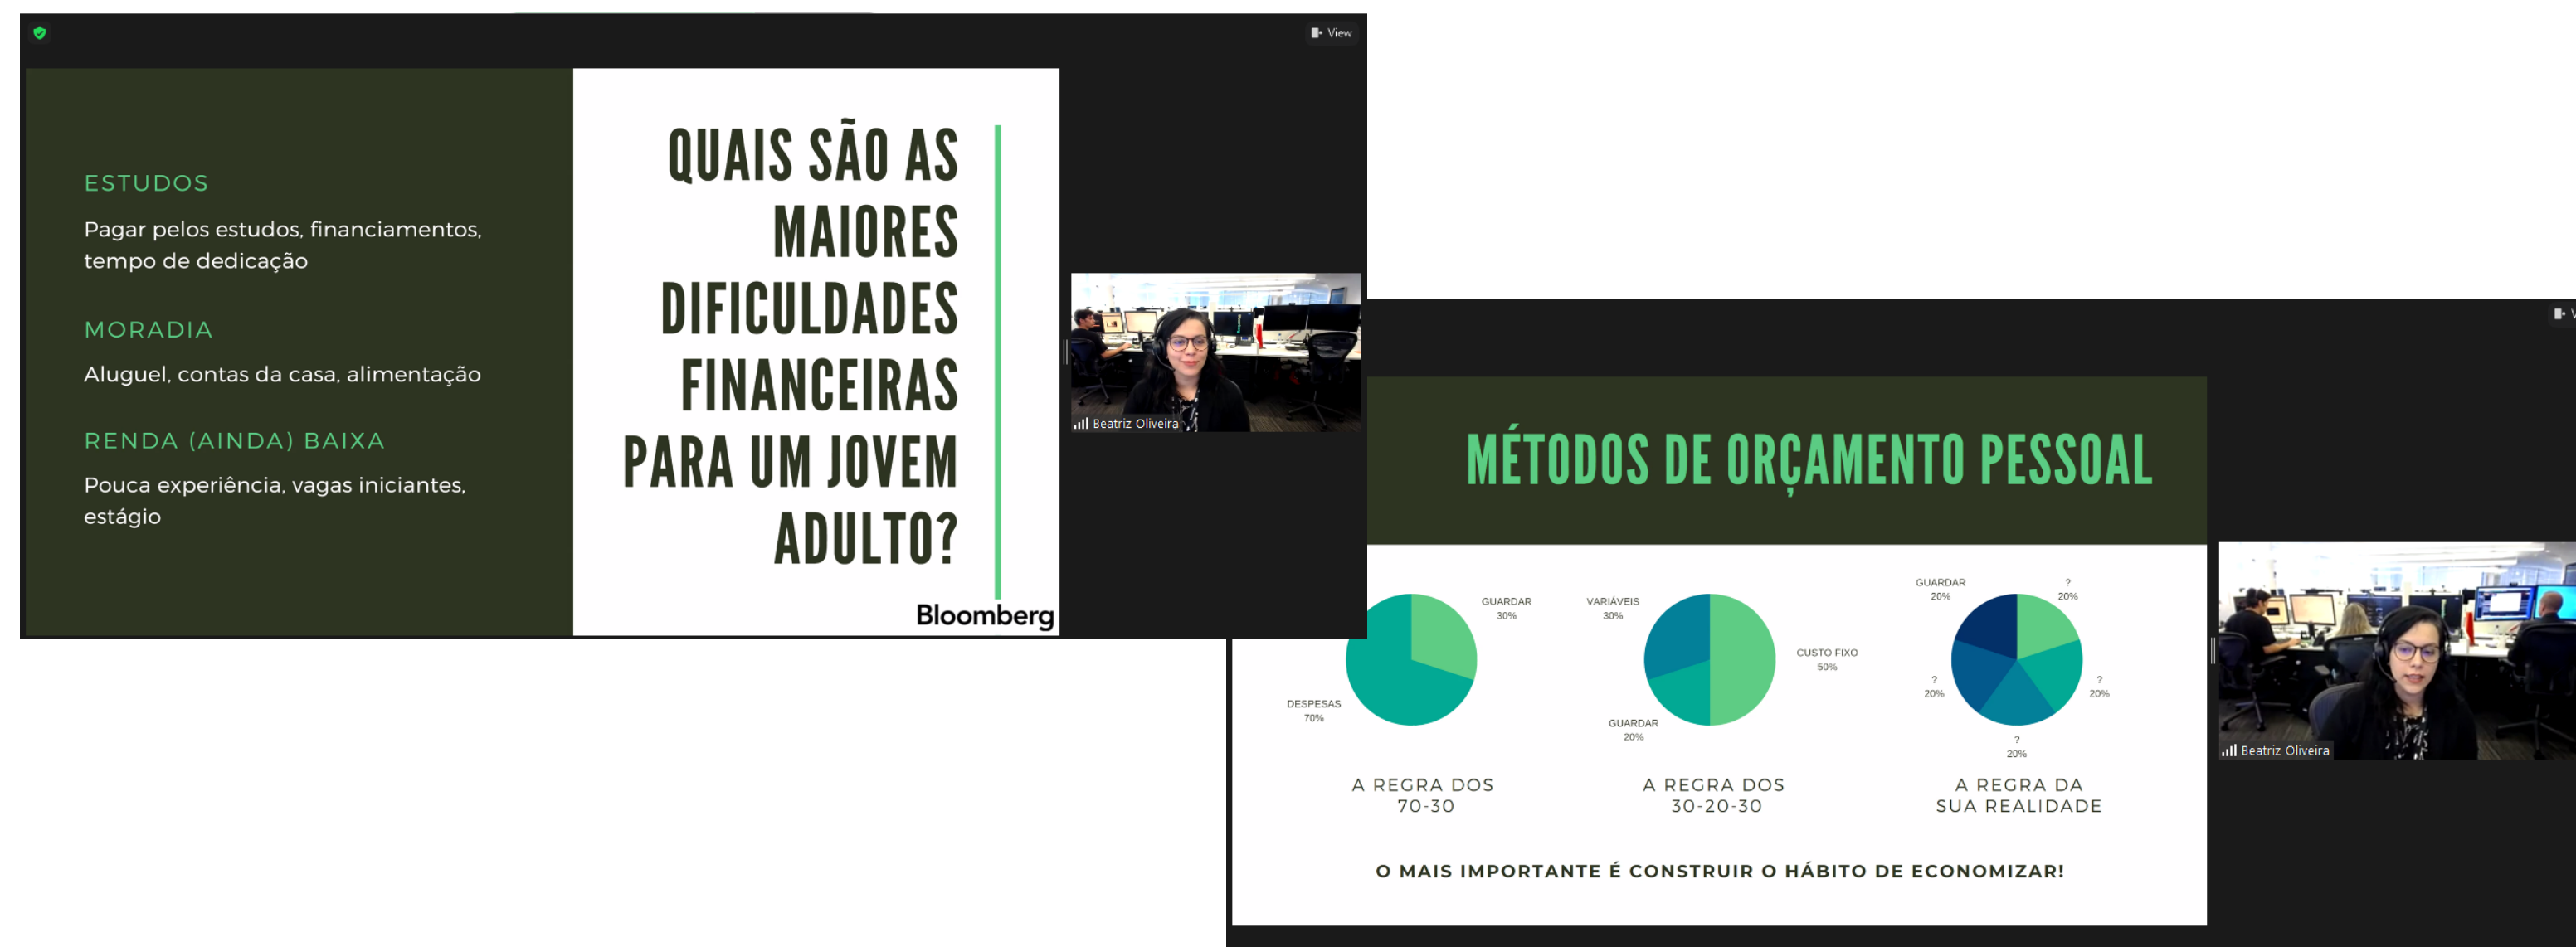 View
ESTUDOS
Pagar pelos estudos, financiamentos,
tempo de dedicação
MORADIA
Aluguel, contas da casa, alimentação
RENDA (AINDA) BAIXA
Pouca experiência, vagas iniciantes,
estágio
QUAIS SÃO AS
MAIORES
DIFICULDADES
FINANCEIRAS
PARA UM JOVEM
ADULTO?
Bloomberg
Beatriz Oliveira
MÉTODOS DE ORÇAMENTO PESSOAL
GUARDAR
30%
DESPESAS
70%
A REGRA DOS
70-30
VARIÁVEIS
30%
CUSTO FIXO
50%
GUARDAR
20%
A REGRA DOS
30-20-30
GUARDAR
20%
?
20%
?
20%
?
20%
?
20%
A REGRA DA
SUA REALIDADE
O MAIS IMPORTANTE É CONSTRUIR O HÁBITO DE ECONOMIZAR!
Beatriz Oliveira